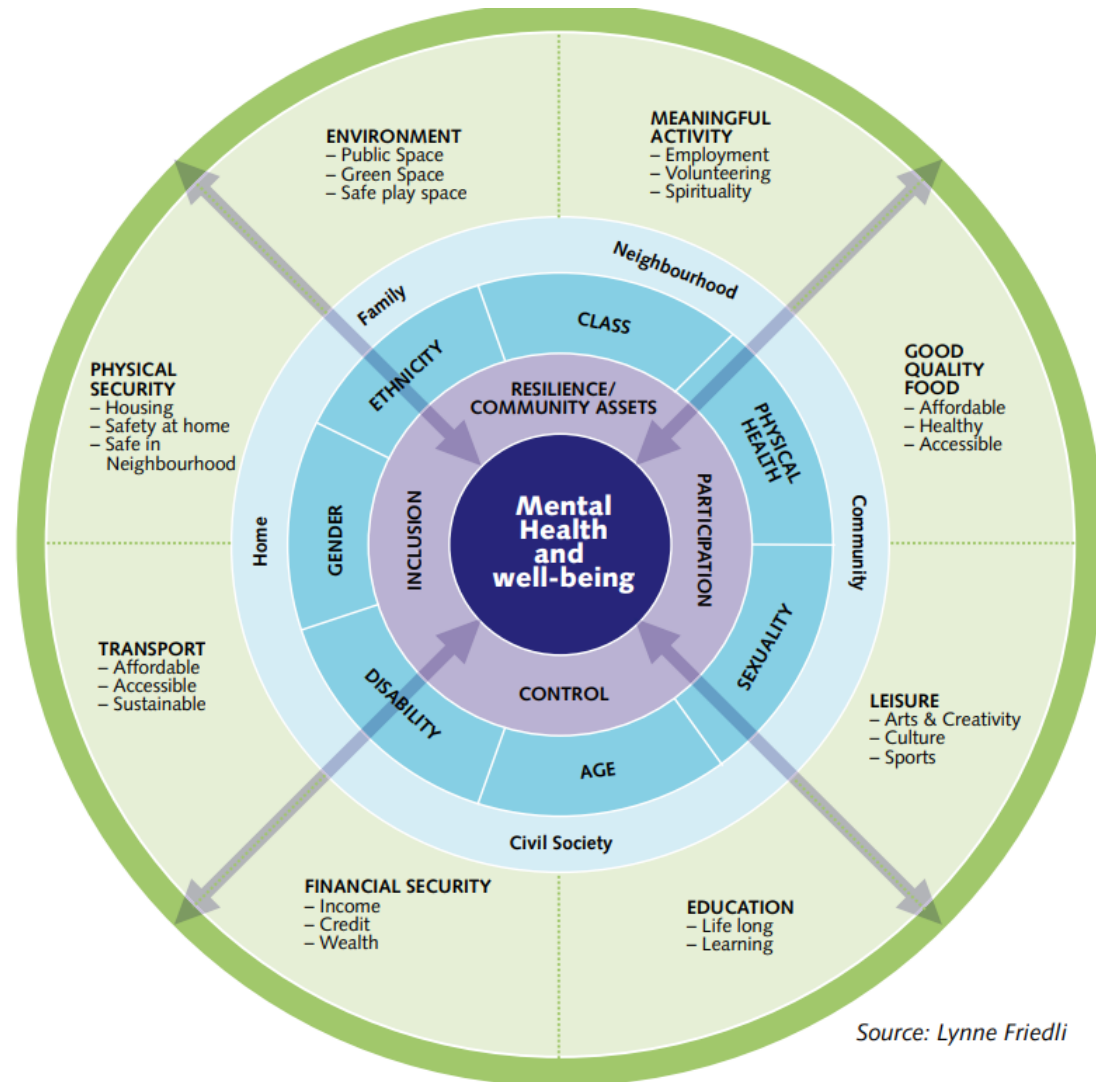 ENVIRONMENT
– Public Space
– Green Space
– Safe play space
MEANINGFUL
ACTIVITY
– Employment
– Volunteering
– Spirituality
PHYSICAL
SECURITY
– Housing
– Safety at home
– Safe in
Neighbourhood
GOOD
QUALITY
FOOD
– Affordable
– Healthy
– Accessible
TRANSPORT
– Affordable
– Accessible
– Sustainable
LEISURE
– Arts & Creativity
– Culture
– Sports
FINANCIAL SECURITY
– Income
– Credit
– Wealth
EDUCATION
– Life long
– Learning
Family
Neighbourhood
Home
Community
Civil Society
ETHNICITY
CLASS
PHYSICAL
HEALTH
GENDER
SEXUALITY
DISABILITY
AGE
RESILIENCE/
COMMUNITY ASSETS
INCLUSION
PARTICIPATION
CONTROL
Mental
Health
and
well-being
Source: Lynne Friedli